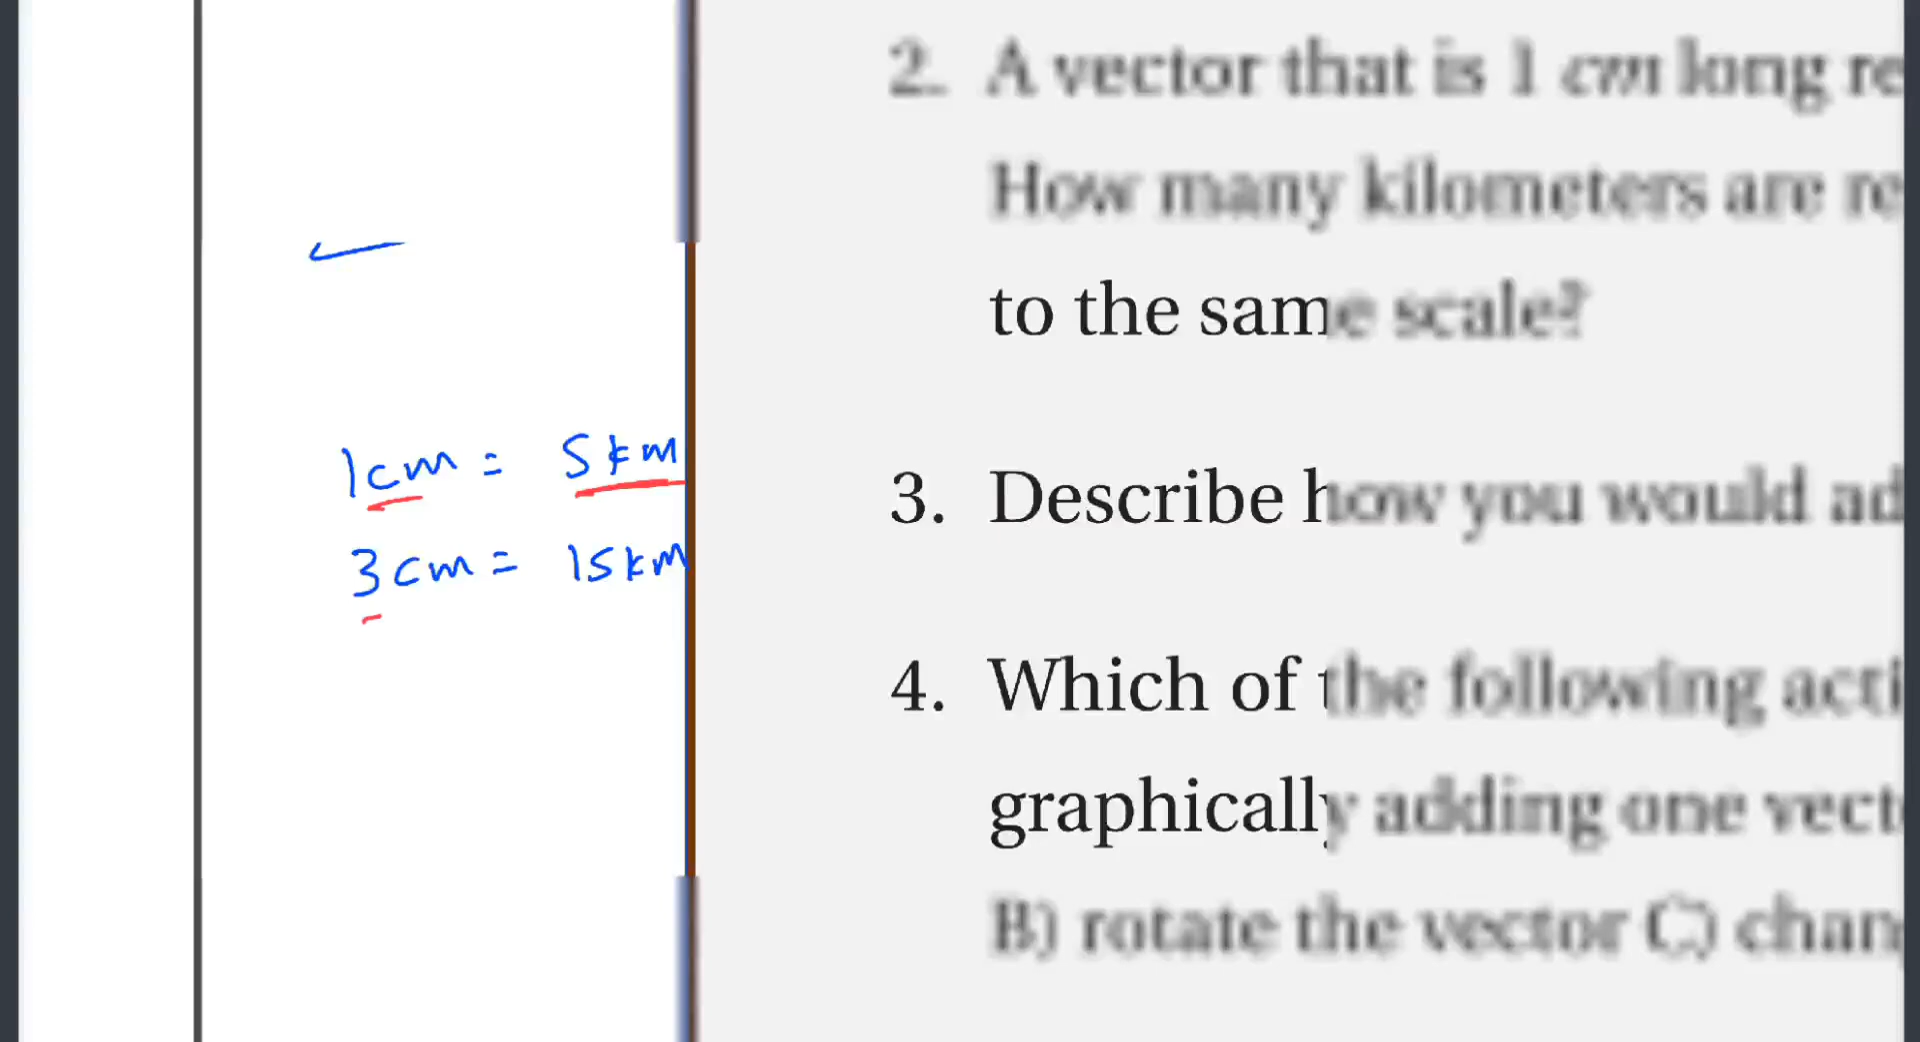 1cm = 5km
3cm = 15km
2. A vector that is 1 cm long re
How many kilometers are re
to the same scale?
3. Describe how you would ad
4. Which of the following acti
graphically adding one vect
B) rotate the vector C) chan